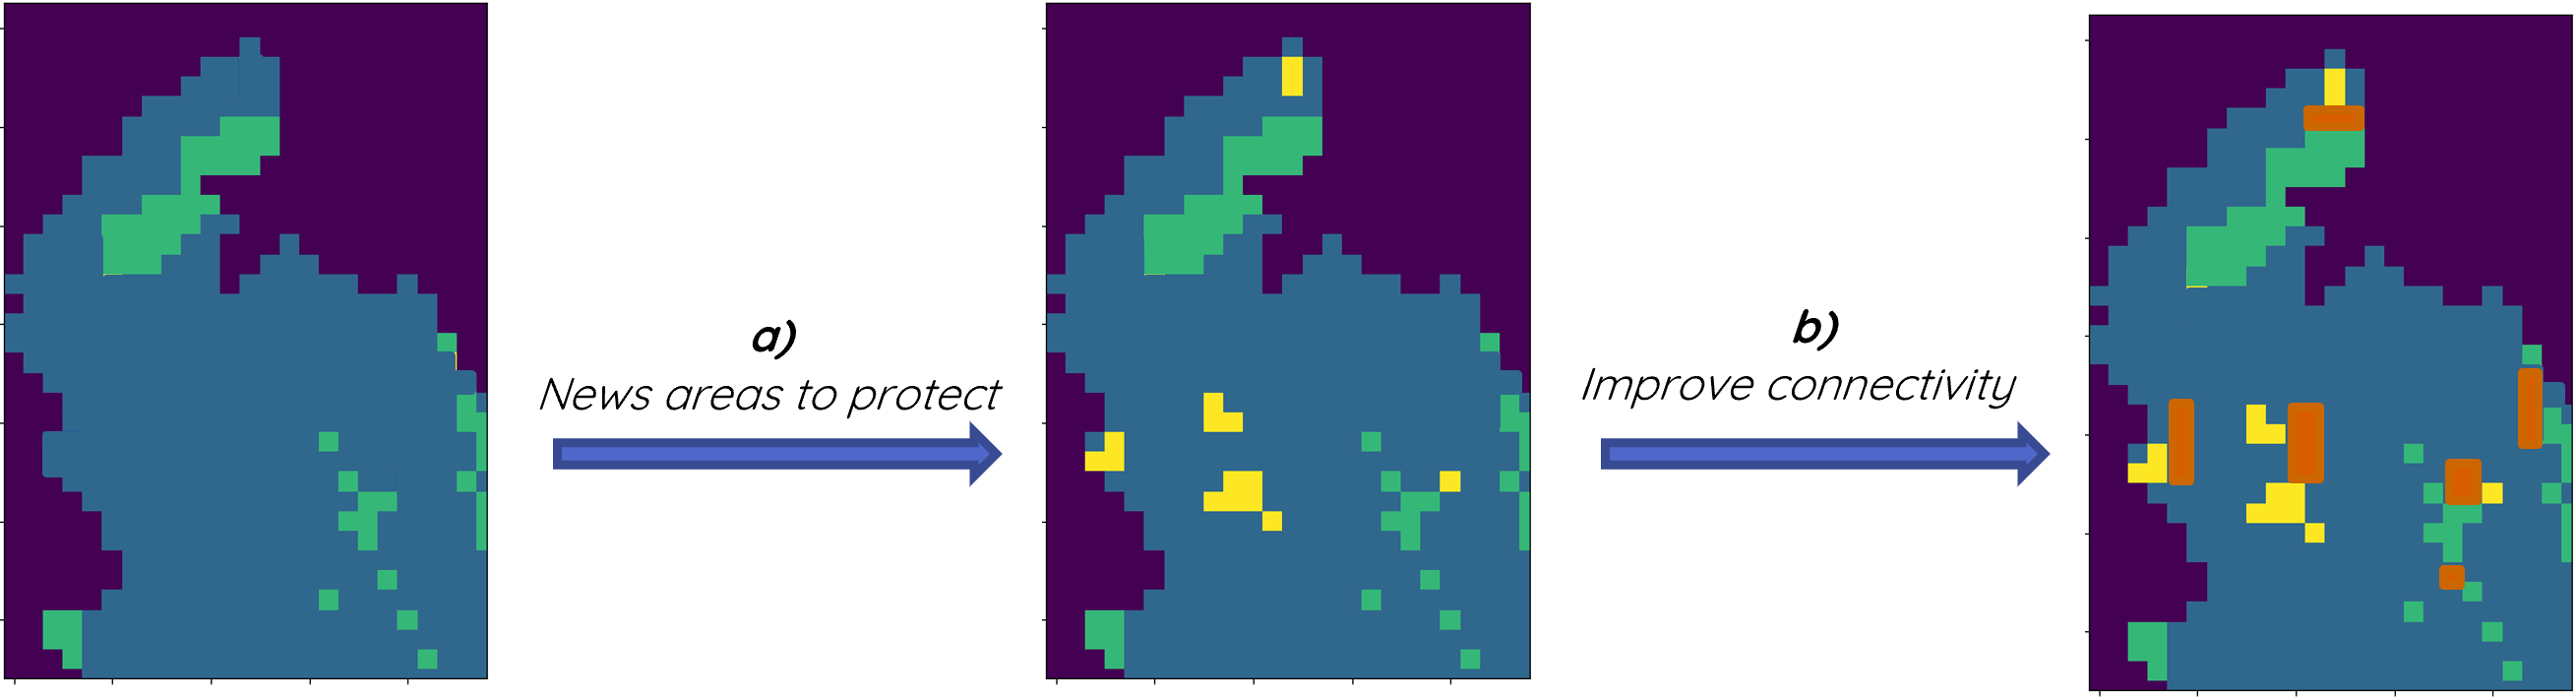 a)
News areas to protect
b)
Improve connectivity